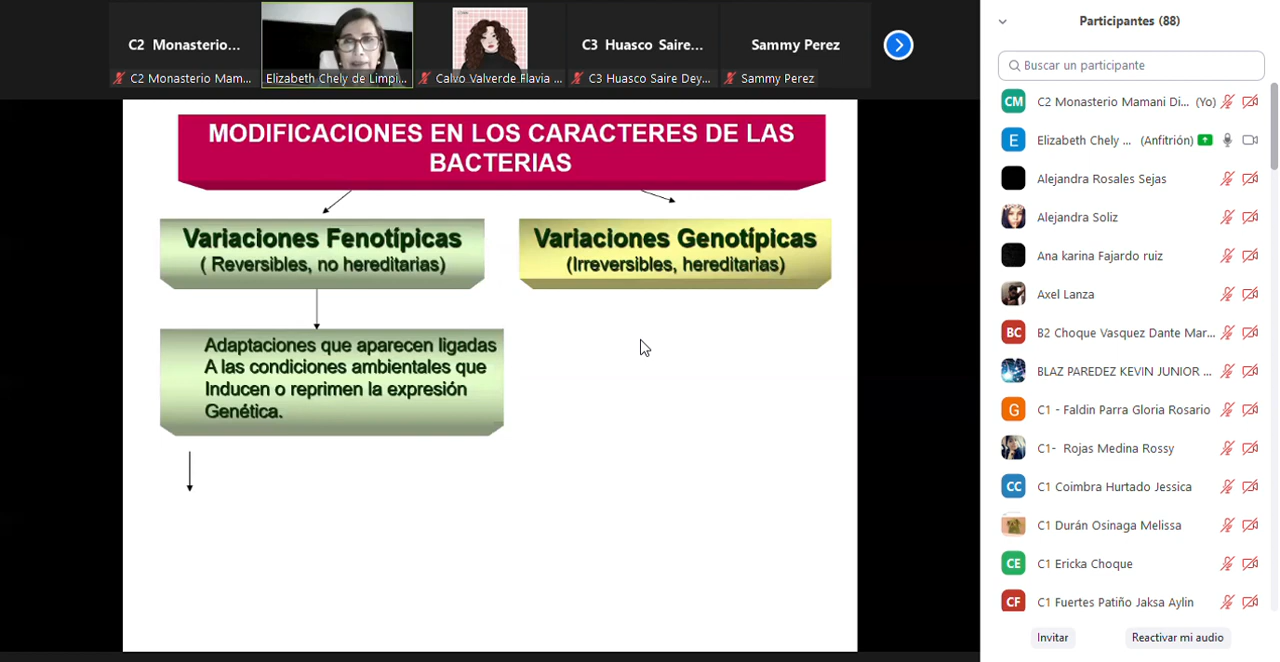 C2 Monasterio...
C3 Huasco Saire...
Sammy Perez
C2 Monasterio Mam...
Elizabeth Chely de Limpi...
Calvo Valverde Flavia ...
C3 Huasco Saire Dey...
Sammy Perez
MODIFICACIONES EN LOS CARACTERES DE LAS
BACTERIAS
Variaciones Fenotípicas
( Reversibles, no hereditarias)
Variaciones Genotípicas
(Irreversibles, hereditarias)
Adaptaciones que aparecen ligadas
A las condiciones ambientales que
Inducen o reprimen la expresión
Genética.
Participantes (88)
Buscar un participante
CM C2 Monasterio Mamani Di... (Yo)
E Elizabeth Chely ... (Anfitrión)
Alejandra Rosales Sejas
Alejandra Soliz
Ana karina Fajardo ruiz
Axel Lanza
BC B2 Choque Vasquez Dante Mar...
BLAZ PAREDEZ KEVIN JUNIOR ...
G C1 - Faldin Parra Gloria Rosario
C1- Rojas Medina Rossy
CC C1 Coimbra Hurtado Jessica
C1 Durán Osinaga Melissa
CE C1 Ericka Choque
CF C1 Fuertes Patiño Jaksa Aylin
Invitar
Reactivar mi audio